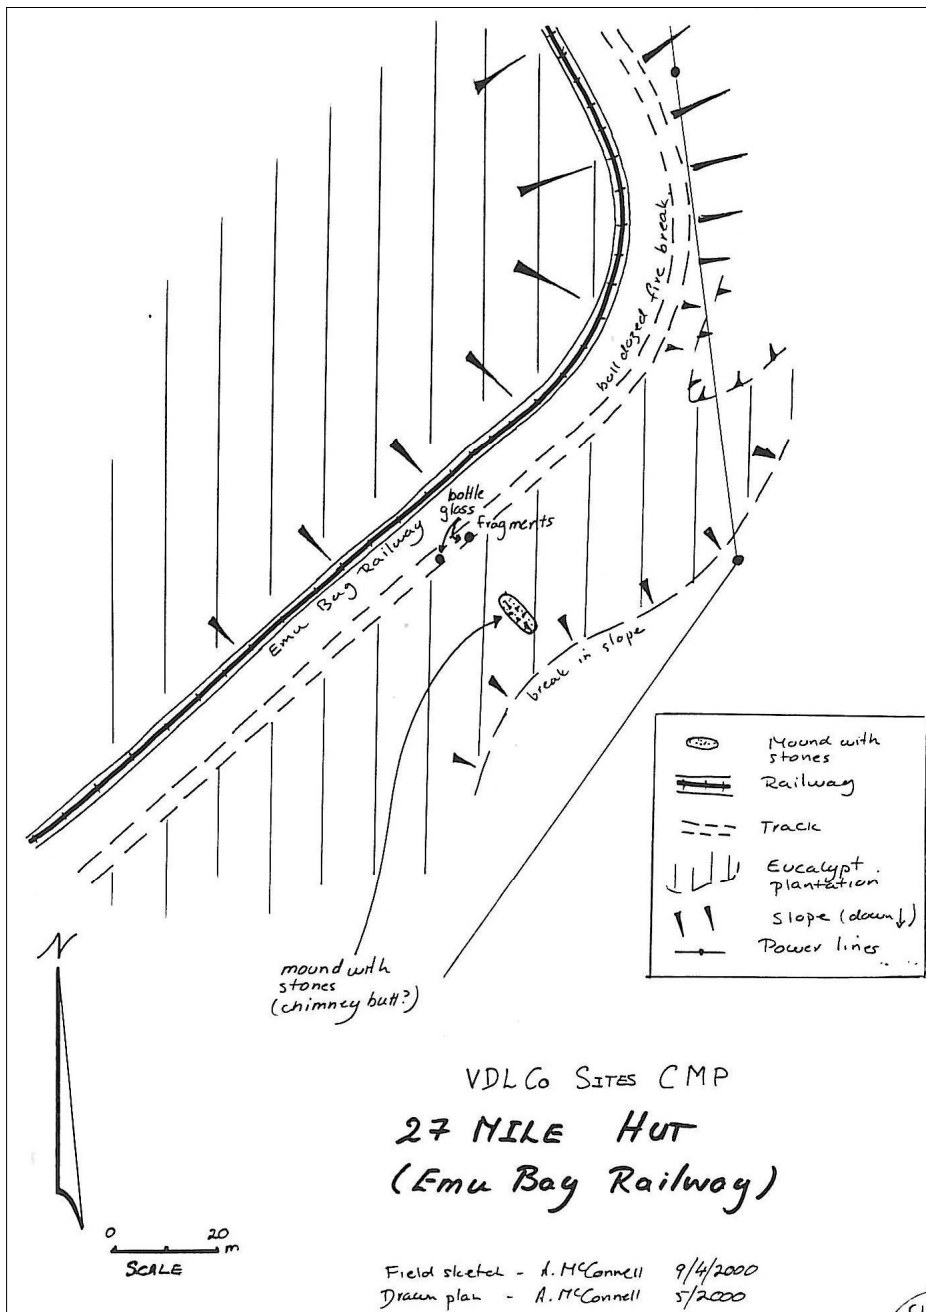 bulldozed fire break
bottle
glass
fragments
Emu Bay Railway
break in slope
Mound with
stones
Railway
Track
Eucalypt
plantation
Slope (down↓)
Power lines
N
mound with
stones
(chimney butt?)
VDL Co SITES CMP
27 MILE HUT
(Emu Bay Railway)
0 20
m
SCALE
Field sketch - A. McConnell 9/4/2000
Drawn plan - A. McConnell 5/2000